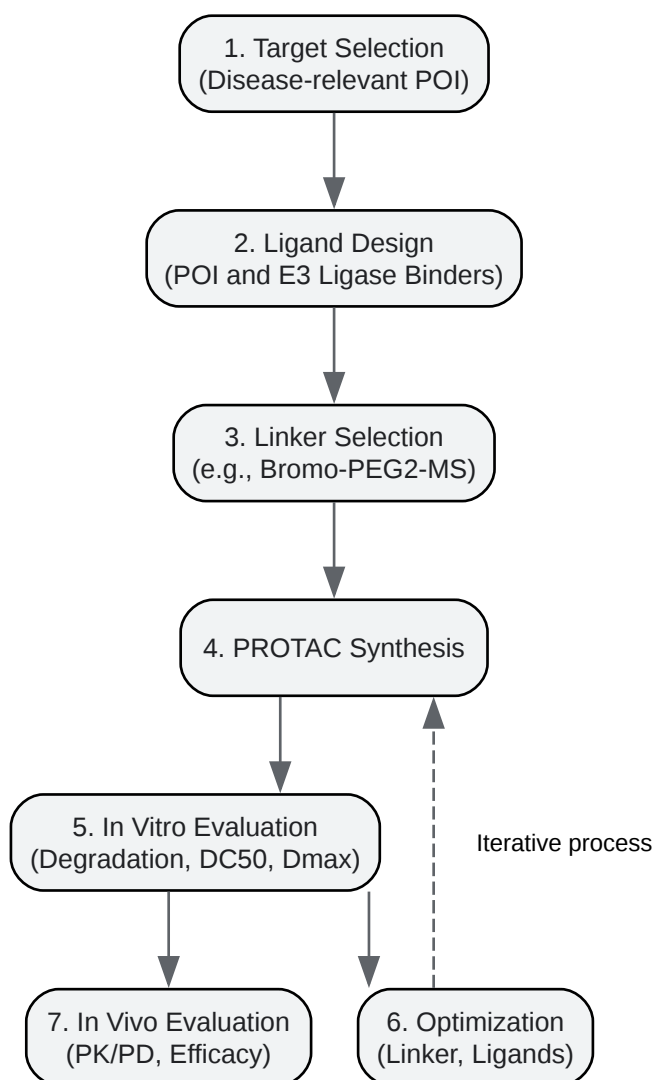 1. Target Selection
(Disease-relevant POI)
2. Ligand Design
(POI and E3 Ligase Binders)
3. Linker Selection
(e.g., Bromo-PEG2-MS)
4. PROTAC Synthesis
5. In Vitro Evaluation
(Degradation, DC50, Dmax)
Iterative process
7. In Vivo Evaluation
(PK/PD, Efficacy)
6. Optimization
(Linker, Ligands)